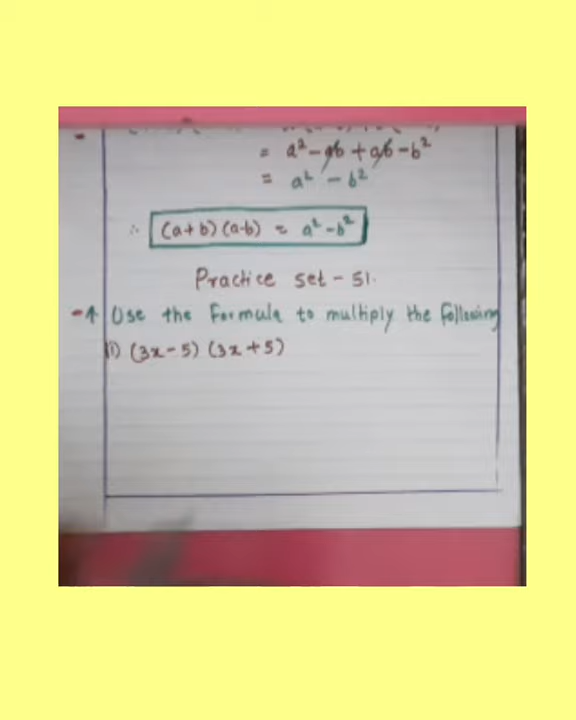 = a² - ab + ab - b²
= a² - b²
∴ (a+b) (a-b) = a² - b²
Practice set - 51.
-1 Use the Formula to multiply the following
(1) (3x - 5) (3x + 5)